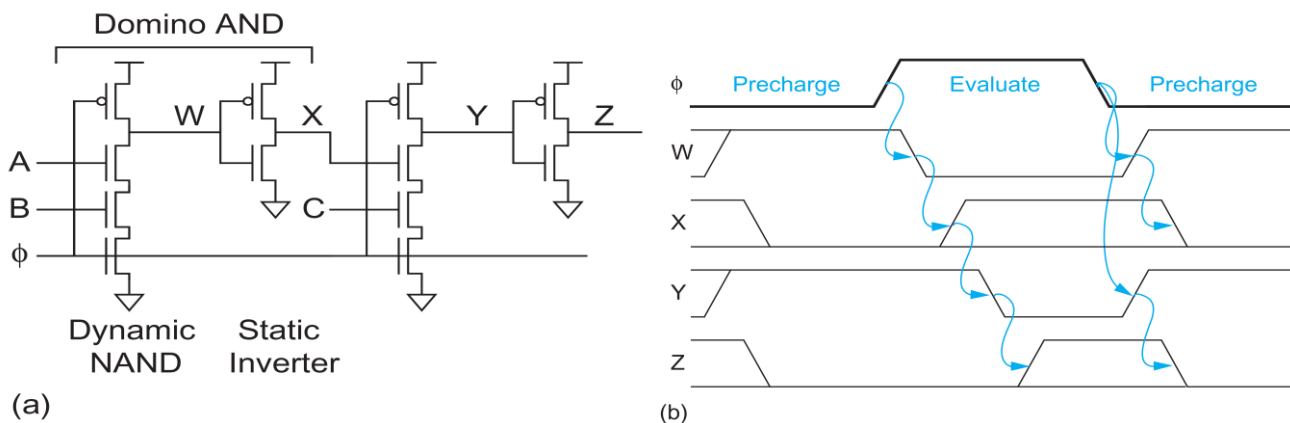 Domino AND
W
X
Y
Z
A
B
C
ϕ
Dynamic
NAND
Static
Inverter
(a)
ϕ
Precharge
Evaluate
Precharge
W
X
Y
Z
(b)